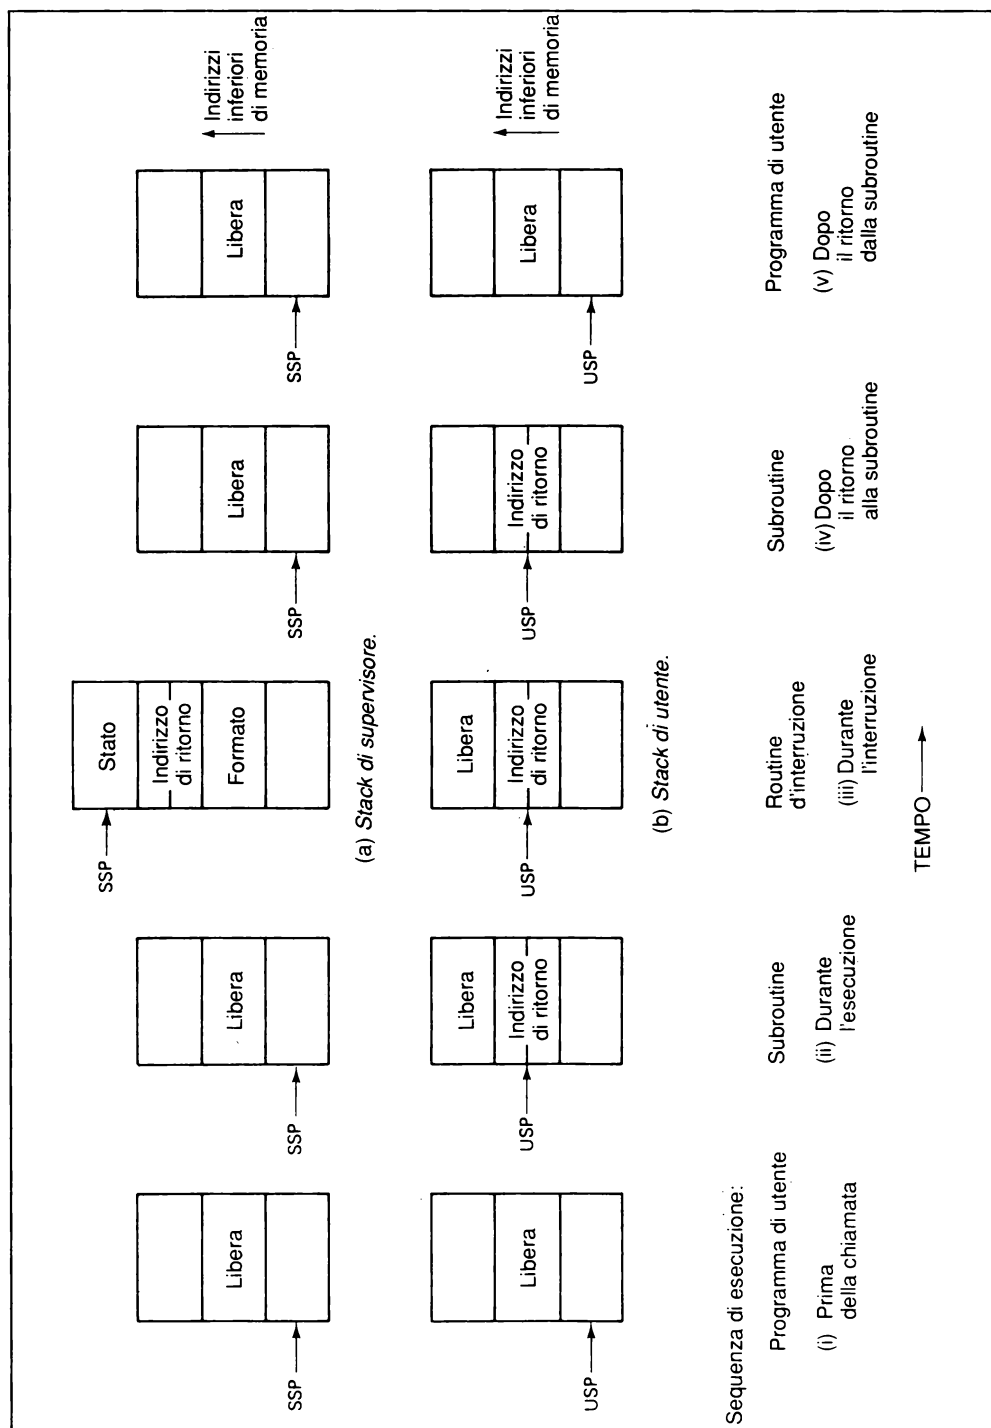 Libera
SSP
Libera
SSP
Stato
Indirizzo
di ritorno
Formato
SSP
Libera
SSP
Libera
SSP
Indirizzi
inferiori
di memoria
(a) Stack di supervisore.
Libera
USP
Libera
Indirizzo
di ritorno
USP
Libera
Indirizzo
di ritorno
USP
Indirizzo
di ritorno
USP
Libera
USP
Indirizzi
inferiori
di memoria
(b) Stack di utente.
Sequenza di esecuzione:
Programma di utente
(i) Prima
della chiamata
Subroutine
(ii) Durante
l'esecuzione
Routine
d'interruzione
(iii) Durante
l'interruzione
Subroutine
(iv) Dopo
il ritorno
alla subroutine
Programma di utente
(v) Dopo
il ritorno
dalla subroutine
TEMPO